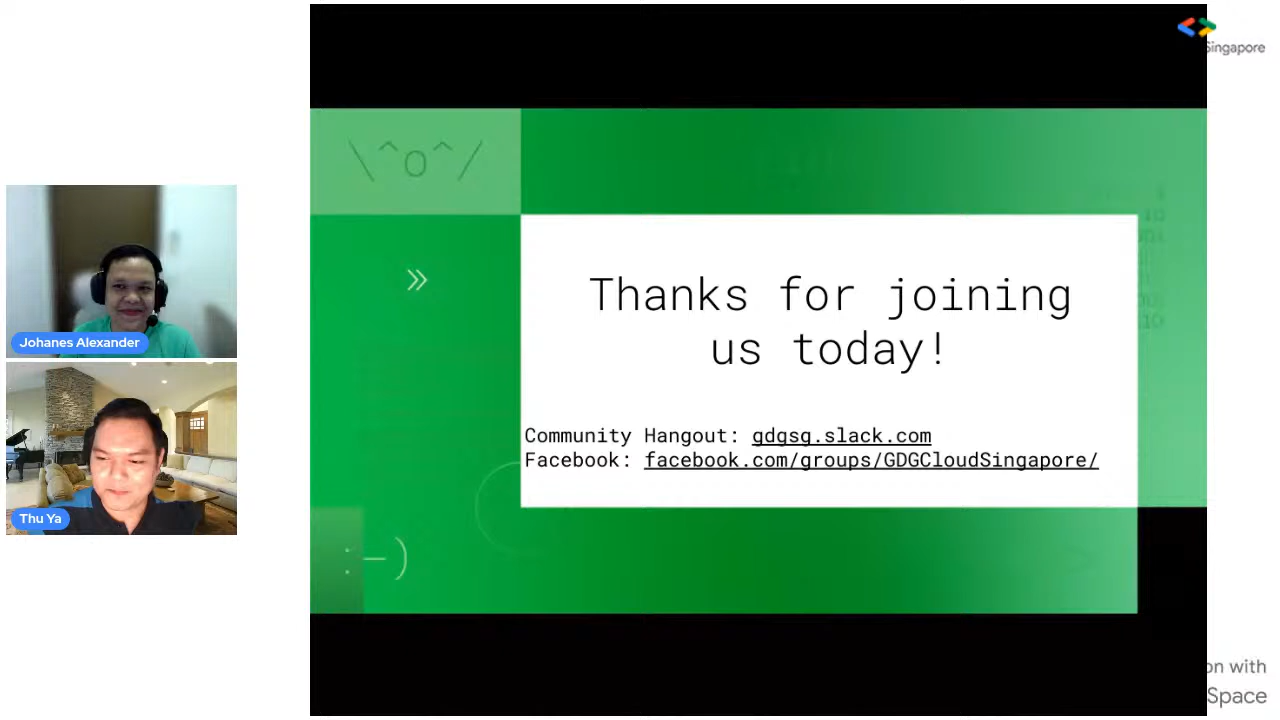 Singapore
\^o^/
»
Thanks for joining
us today!
Community Hangout: gdgsg.slack.com
Facebook: facebook.com/groups/GDGCloudSingapore/
:-)
Johanes Alexander
Thu Ya
on with
Space